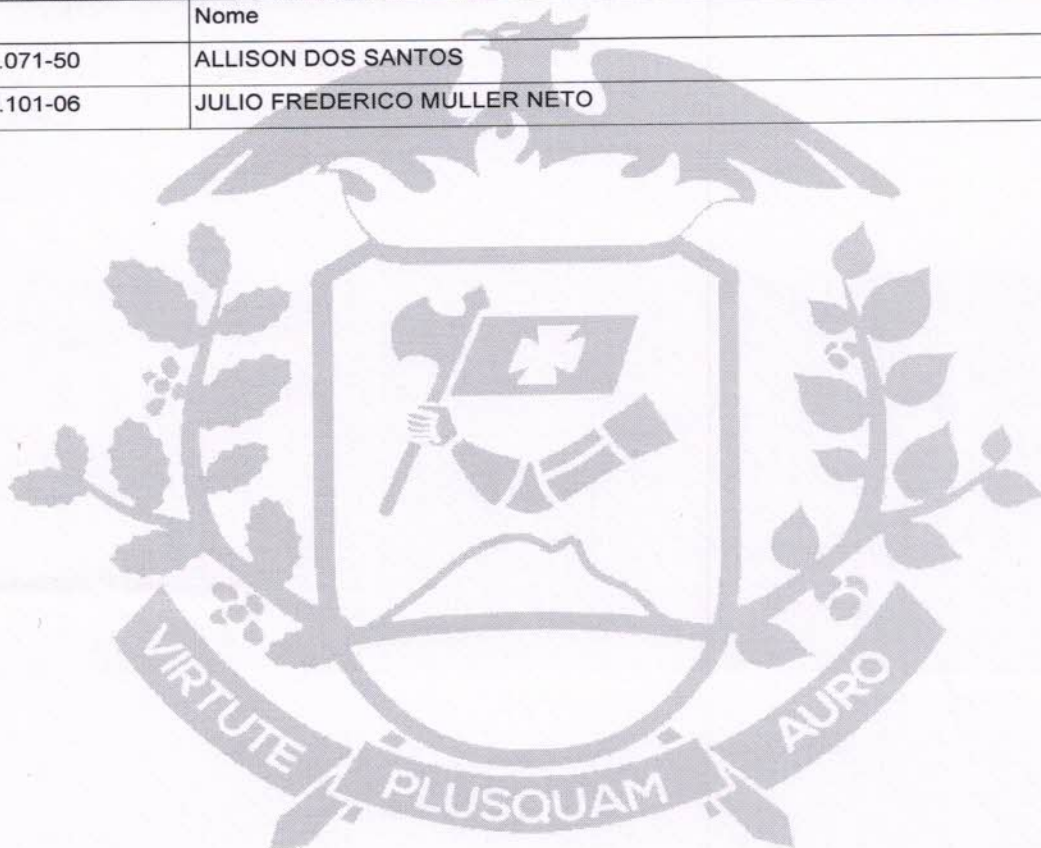 Nome
.071-50 ALLISON DOS SANTOS
.101-06 JULIO FREDERICO MULLER NETO
VIRTUTE PLUSQUAM AURO